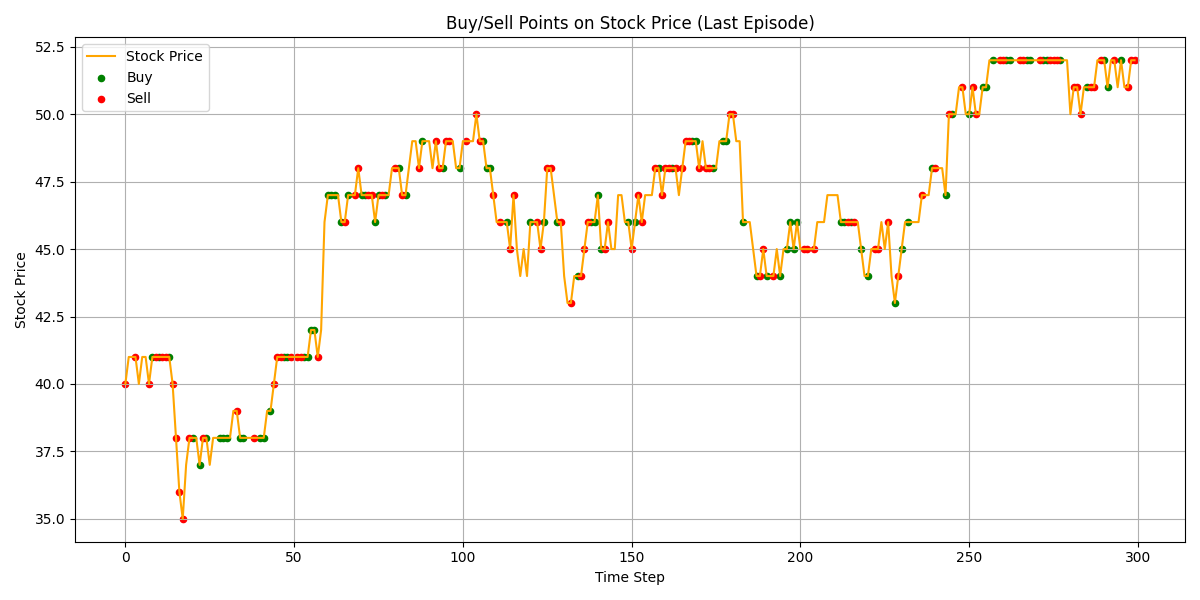 Buy/Sell Points on Stock Price (Last Episode)
Stock Price
Buy
Sell
Stock Price
52.5
50.0
47.5
45.0
42.5
40.0
37.5
35.0
0 50 100 150 200 250 300
Time Step